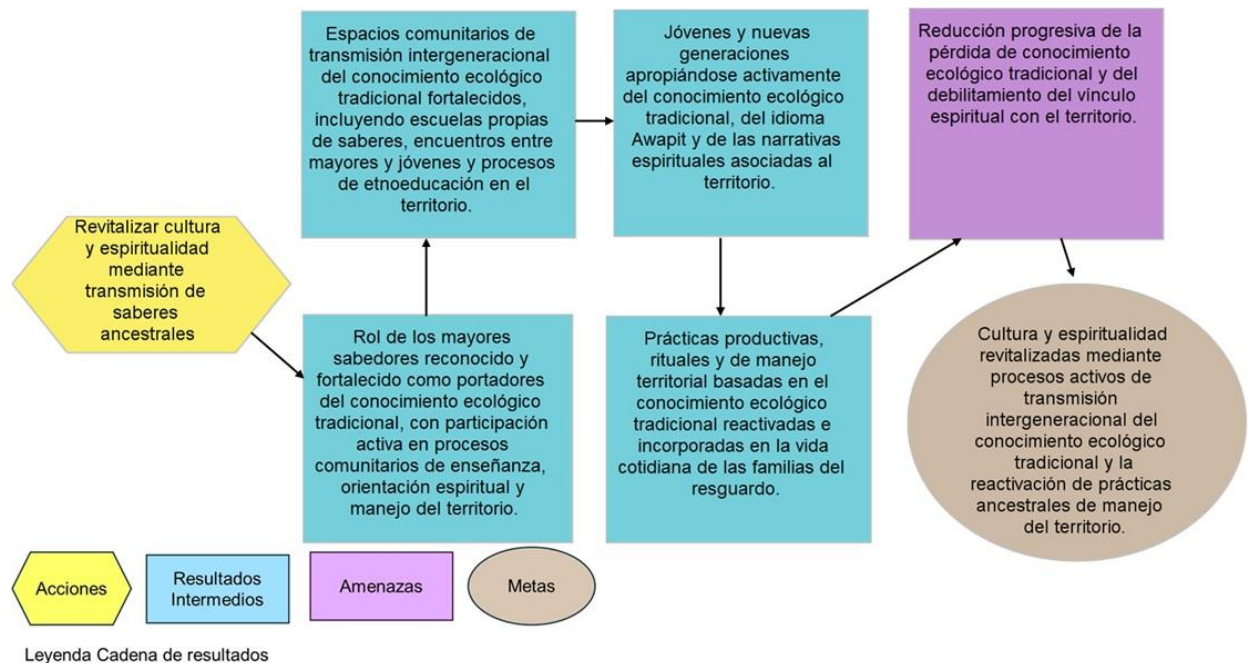 Revitalizar cultura
y espiritualidad
mediante
transmisión de
saberes
ancestrales
Rol de los mayores
sabedores reconocido y
fortalecido como portadores
del conocimiento ecológico
tradicional, con participación
activa en procesos
comunitarios de enseñanza,
orientación espiritual y
manejo del territorio.
Espacios comunitarios de
transmisión intergeneracional
del conocimiento ecológico
tradicional fortalecidos,
incluyendo escuelas propias
de saberes, encuentros entre
mayores y jóvenes y procesos
de etnoeducación en el
territorio.
Jóvenes y nuevas
generaciones
apropiándose activamente
del conocimiento ecológico
tradicional, del idioma
Awapit y de las narrativas
espirituales asociadas al
territorio.
Prácticas productivas,
rituales y de manejo
territorial basadas en el
conocimiento ecológico
tradicional reactivadas e
incorporadas en la vida
cotidiana de las familias del
resguardo.
Reducción progresiva de la
pérdida de conocimiento
ecológico tradicional y del
debilitamiento del vínculo
espiritual con el territorio.
Cultura y espiritualidad
revitalizadas mediante
procesos activos de
transmisión
intergeneracional del
conocimiento ecológico
tradicional y la
reactivación de prácticas
ancestrales de manejo
del territorio.
Acciones
Resultados
Intermedios
Amenazas
Metas
Leyenda Cadena de resultados